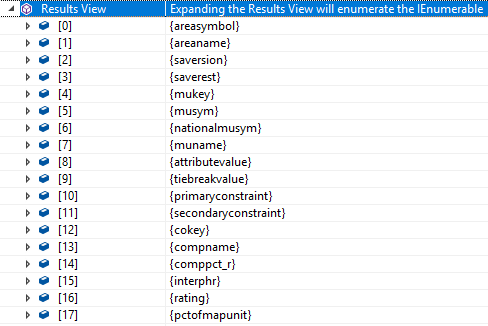 Results View Expanding the Results View will enumerate the IEnumerable
[0] {areasymbol}
[1] {areaname}
[2] {saversion}
[3] {saverest}
[4] {mukey}
[5] {musym}
[6] {nationalmusym}
[7] {muname}
[8] {attributevalue}
[9] {tiebreakvalue}
[10] {primaryconstraint}
[11] {secondaryconstraint}
[12] {cokey}
[13] {compname}
[14] {comppct_r}
[15] {interphr}
[16] {rating}
[17] {pctofmapunit}